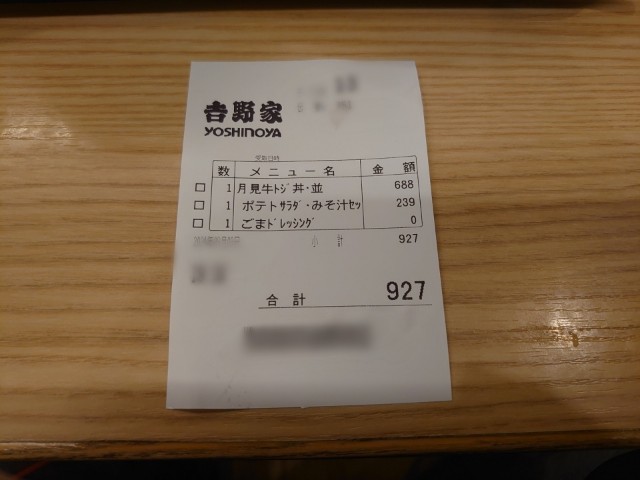 吉野家
YOSHINOYA
数 メニュー名 金 額
1 月見牛トジ丼・並 688
1 ポテトサラダ・みそ汁セッ 239
1 ごまドレッシング 0
小 計 927
合 計 927